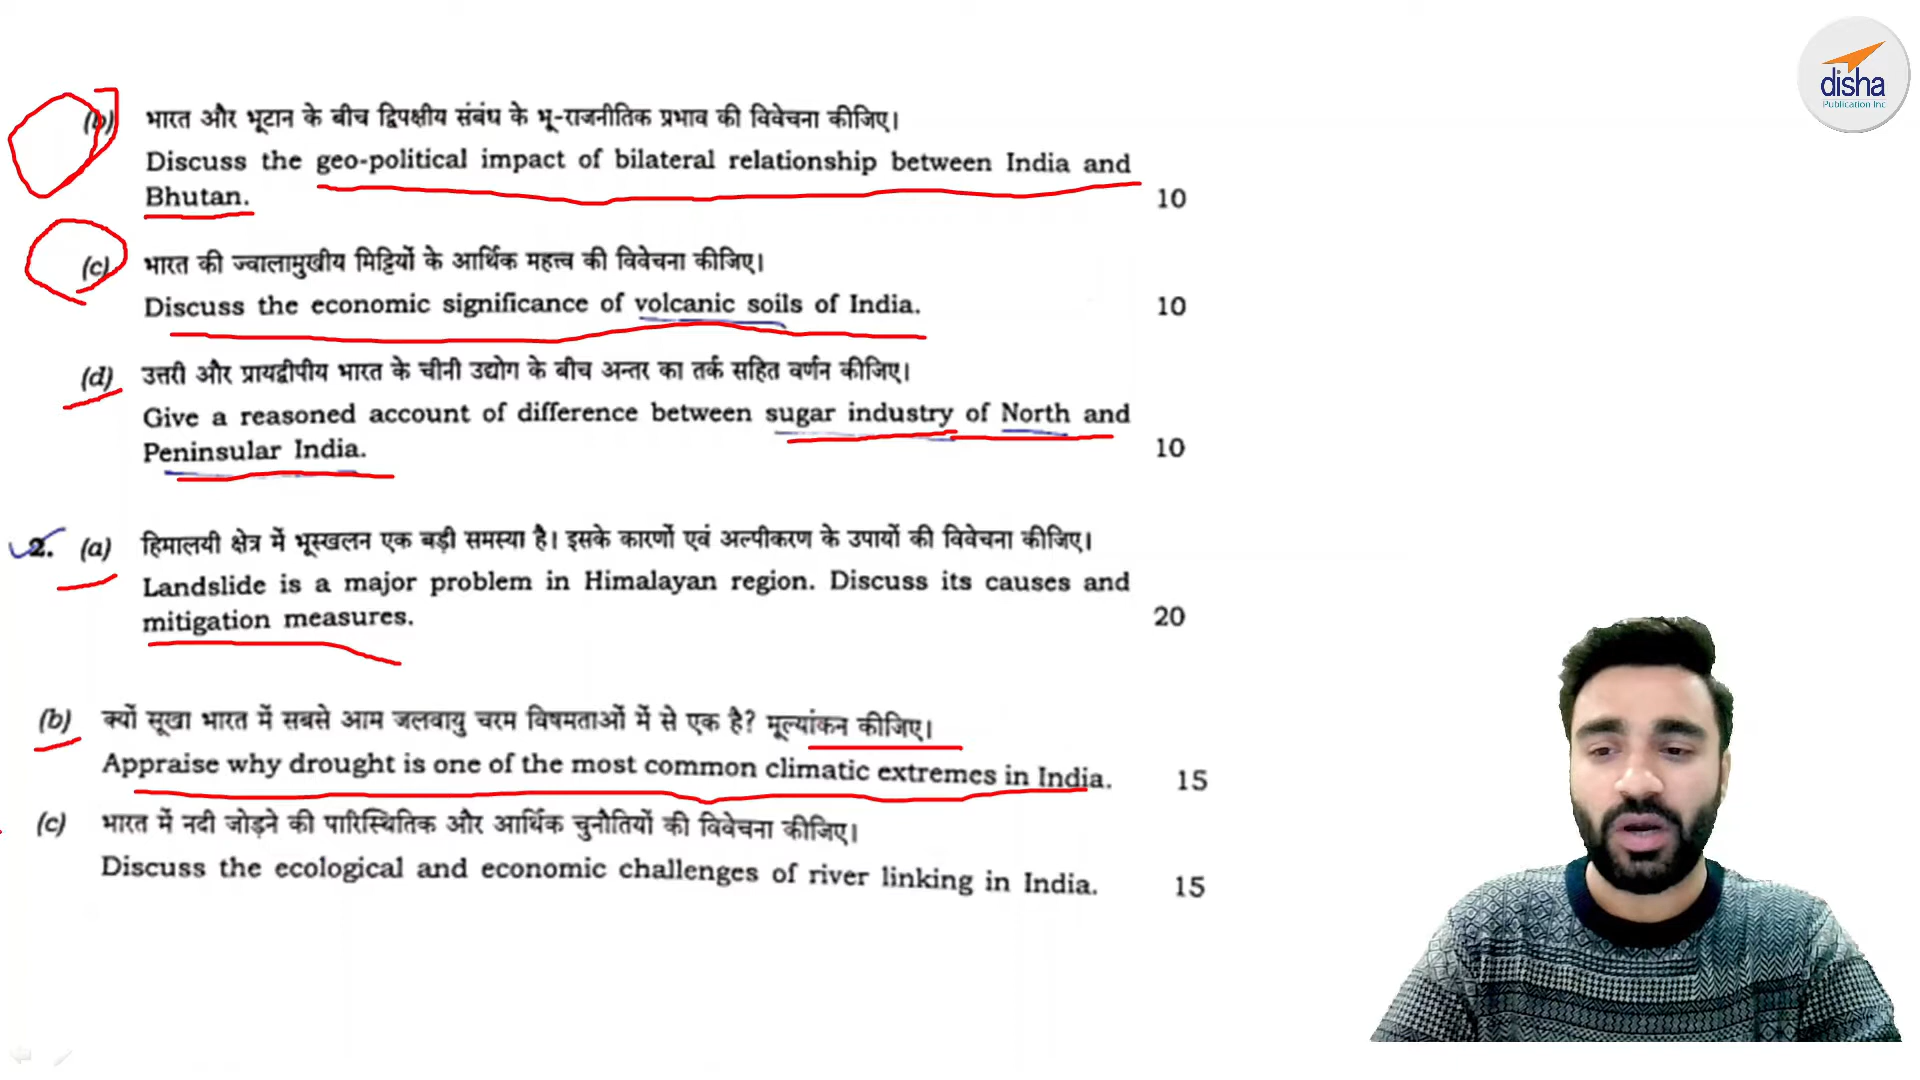 disha
Publication Inc
(b) भारत और भूटान के बीच द्विपक्षीय संबंध के भू-राजनीतिक प्रभाव की विवेचना कीजिए।
Discuss the geo-political impact of bilateral relationship between India and
Bhutan. 10
(c) भारत की ज्वालामुखीय मिट्टियों के आर्थिक महत्त्व की विवेचना कीजिए।
Discuss the economic significance of volcanic soils of India. 10
(d) उत्तरी और प्रायद्वीपीय भारत के चीनी उद्योग के बीच अन्तर का तर्क सहित वर्णन कीजिए।
Give a reasoned account of difference between sugar industry of North and
Peninsular India. 10
2. (a) हिमालयी क्षेत्र में भूस्खलन एक बड़ी समस्या है। इसके कारणों एवं अल्पीकरण के उपायों की विवेचना कीजिए।
Landslide is a major problem in Himalayan region. Discuss its causes and
mitigation measures. 20
(b) क्यों सूखा भारत में सबसे आम जलवायु चरम विषमताओं में से एक है? मूल्यांकन कीजिए।
Appraise why drought is one of the most common climatic extremes in India. 15
(c) भारत में नदी जोड़ने की पारिस्थितिक और आर्थिक चुनौतियों की विवेचना कीजिए।
Discuss the ecological and economic challenges of river linking in India. 15